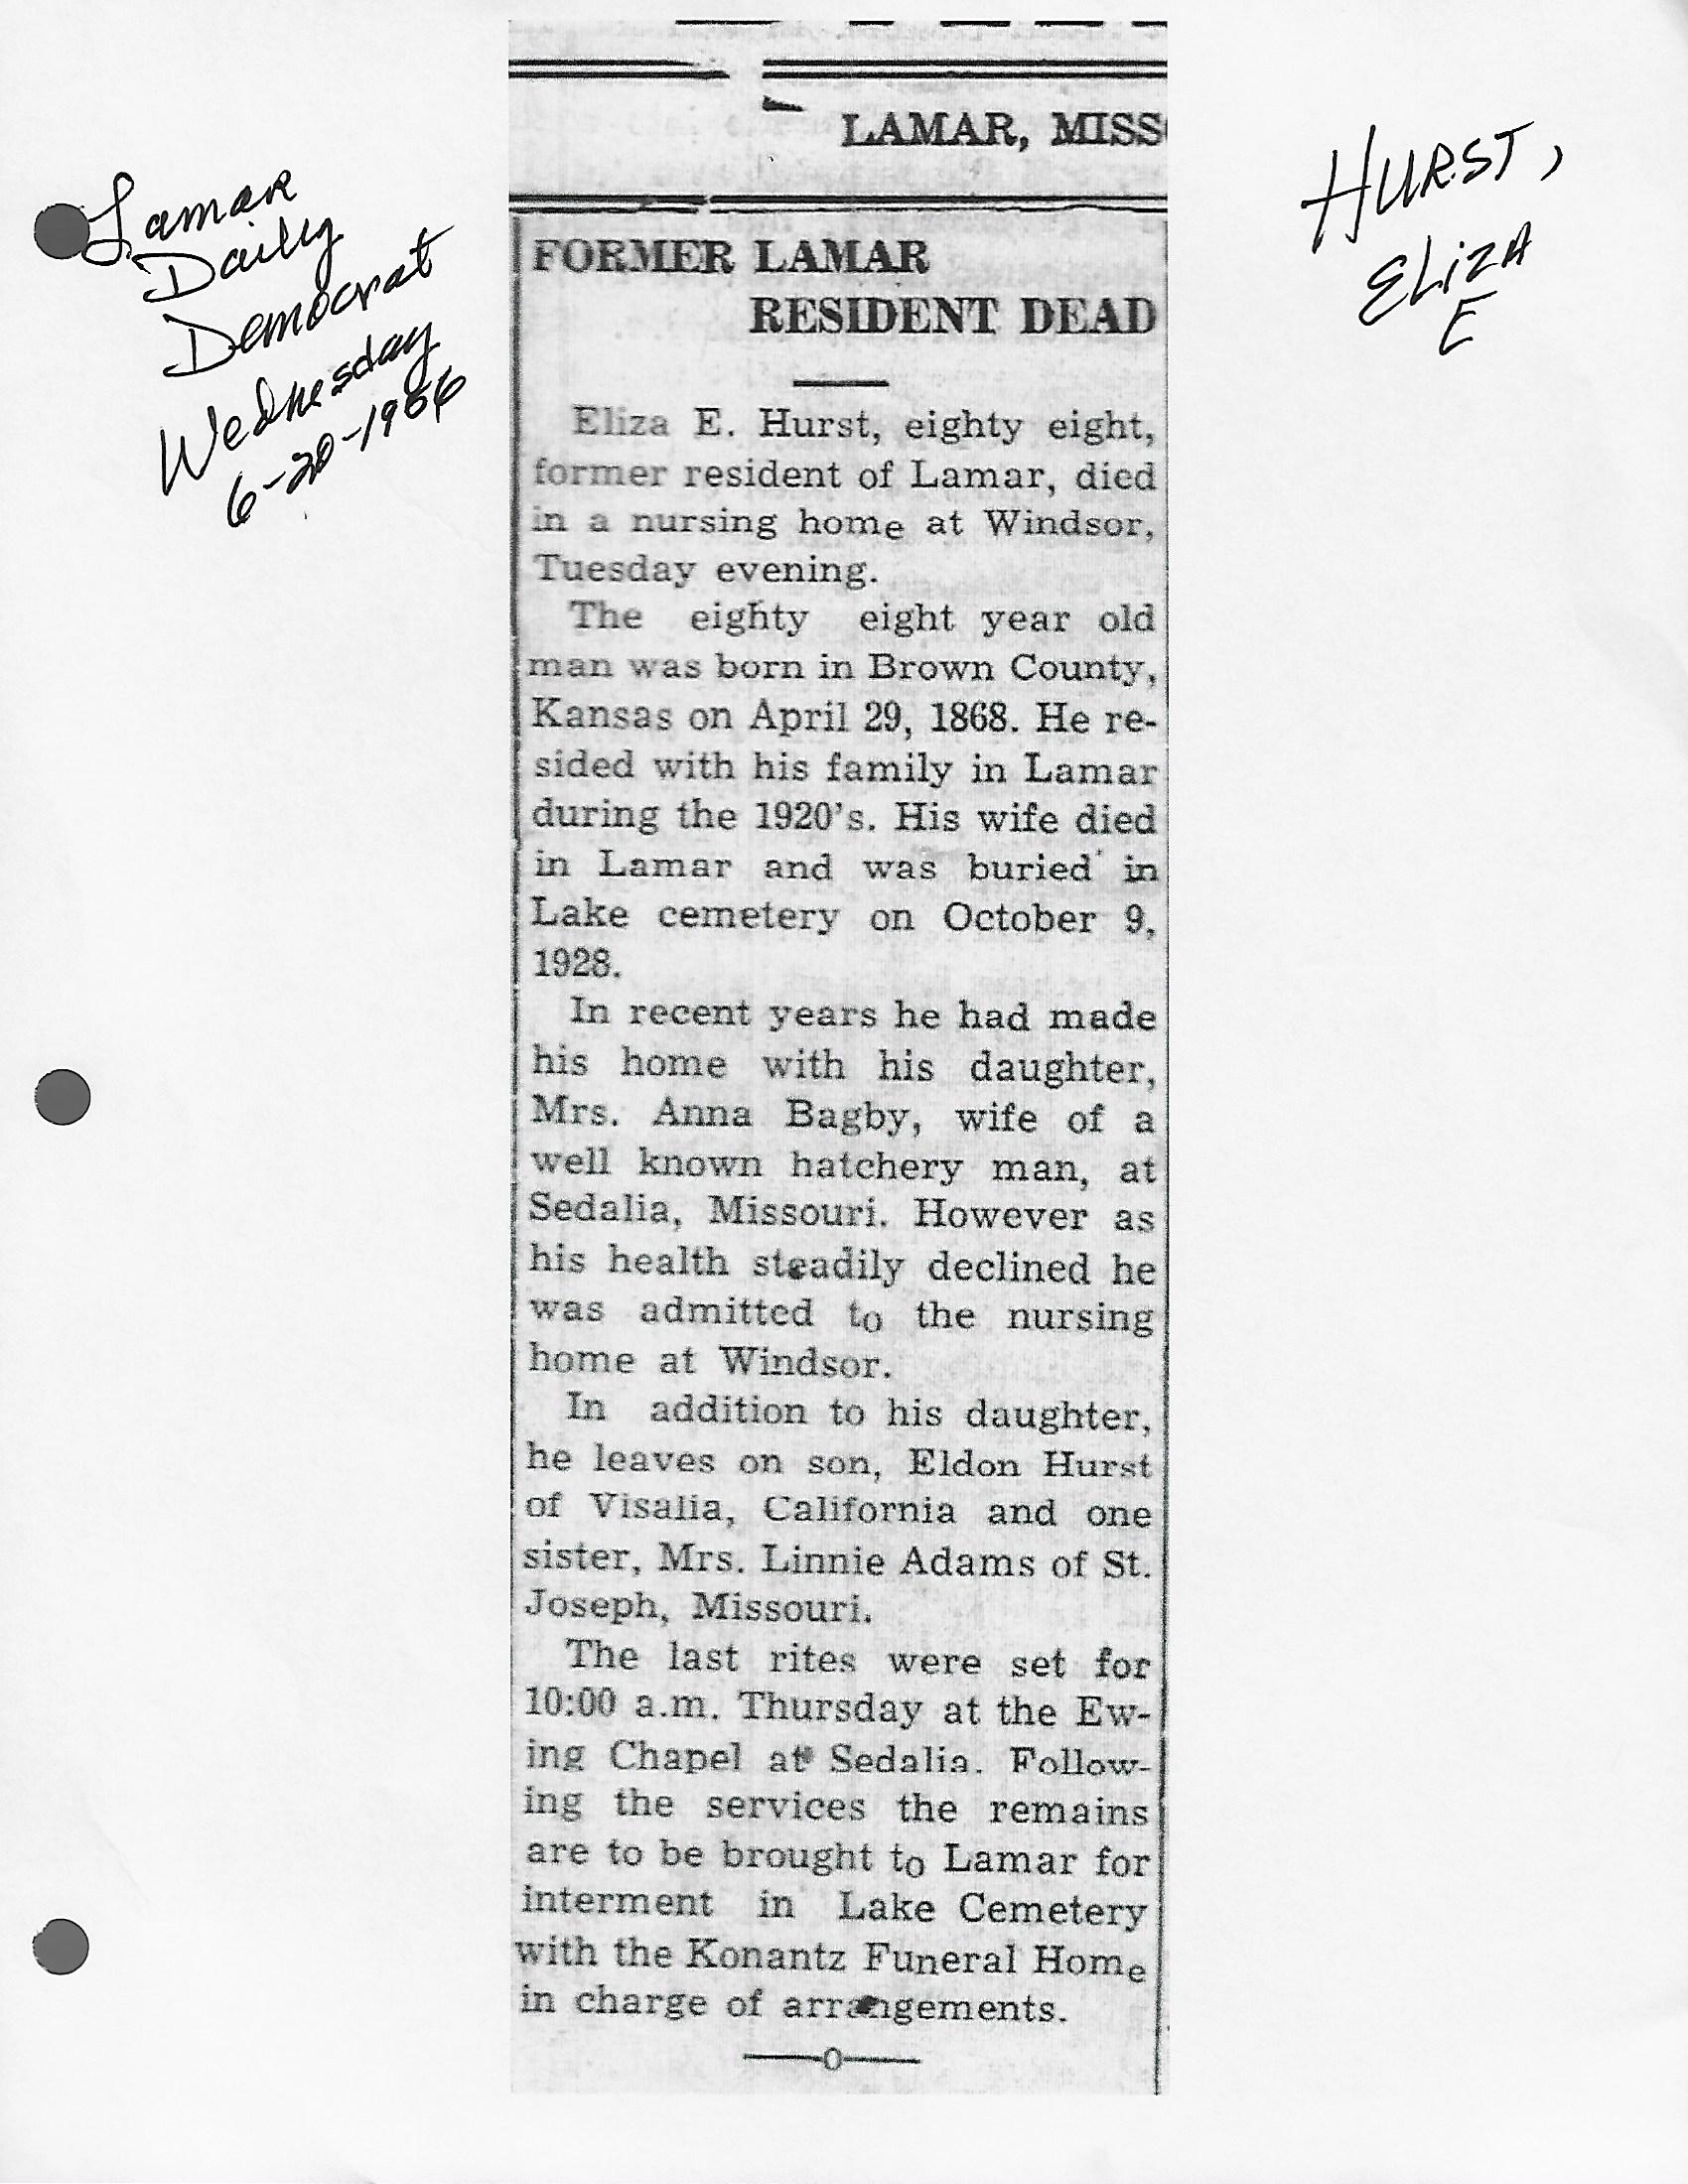 Lamar
Daily
Democrat
Wednesday
6-20-1956
HURST,
ELiZA
E
LAMAR, MISS
FORMER LAMAR
RESIDENT DEAD
Eliza E. Hurst, eighty eight,
former resident of Lamar, died
in a nursing home at Windsor,
Tuesday evening.
The eighty eight year old
man was born in Brown County,
Kansas on April 29, 1868. He re-
sided with his family in Lamar
during the 1920's. His wife died
in Lamar and was buried in
Lake cemetery on October 9,
1928.
In recent years he had made
his home with his daughter,
Mrs. Anna Bagby, wife of a
well known hatchery man, at
Sedalia, Missouri. However as
his health steadily declined he
was admitted to the nursing
home at Windsor.
In addition to his daughter,
he leaves on son, Eldon Hurst
of Visalia, California and one
sister, Mrs. Linnie Adams of St.
Joseph, Missouri.
The last rites were set for
10:00 a.m. Thursday at the Ew-
ing Chapel at Sedalia. Follow-
ing the services the remains
are to be brought to Lamar for
interment in Lake Cemetery
with the Konantz Funeral Home
in charge of arrangements.
—o—